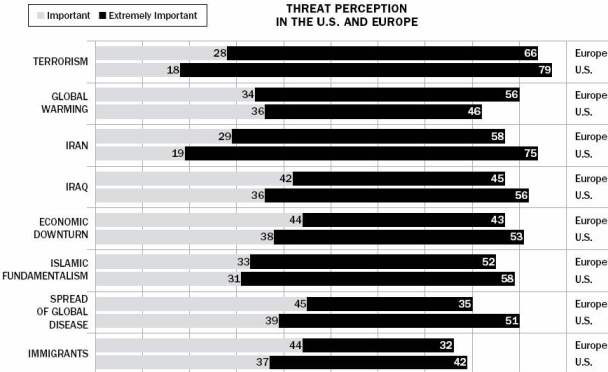 THREAT PERCEPTION
IN THE U.S. AND EUROPE
Important Extremely Important
TERRORISM
28 66 Europe
18 79 U.S.
GLOBAL
WARMING
34 56 Europe
36 46 U.S.
IRAN
29 58 Europe
19 75 U.S.
IRAQ
42 45 Europe
36 56 U.S.
ECONOMIC
DOWNTURN
44 43 Europe
38 53 U.S.
ISLAMIC
FUNDAMENTALISM
33 52 Europe
31 58 U.S.
SPREAD
OF GLOBAL
DISEASE
45 35 Europe
39 51 U.S.
IMMIGRANTS
44 32 Europe
37 42 U.S.